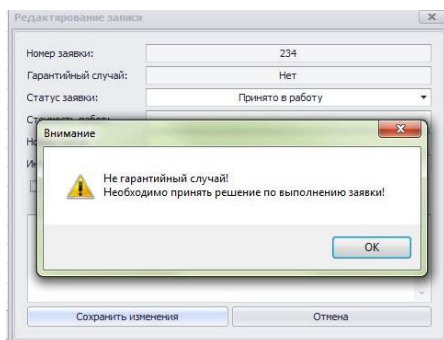 Редактирование записи
Номер заявки:
234
Гарантийный случай:
Нет
Статус заявки:
Принято в работу
Внимание
Не гарантийный случай!
Необходимо принять решение по выполнению заявки!
OK
Сохранить изменения
Отмена